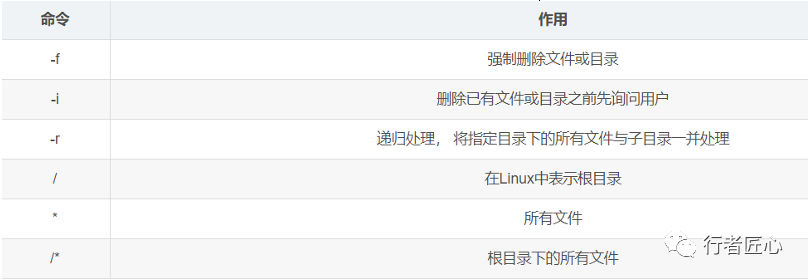 命令 作用
-f 强制删除文件或目录
-i 删除已有文件或目录之前先询问用户
-r 递归处理， 将指定目录下的所有文件与子目录一并处理
/ 在Linux中表示根目录
* 所有文件
/* 根目录下的所有文件
行者匠心